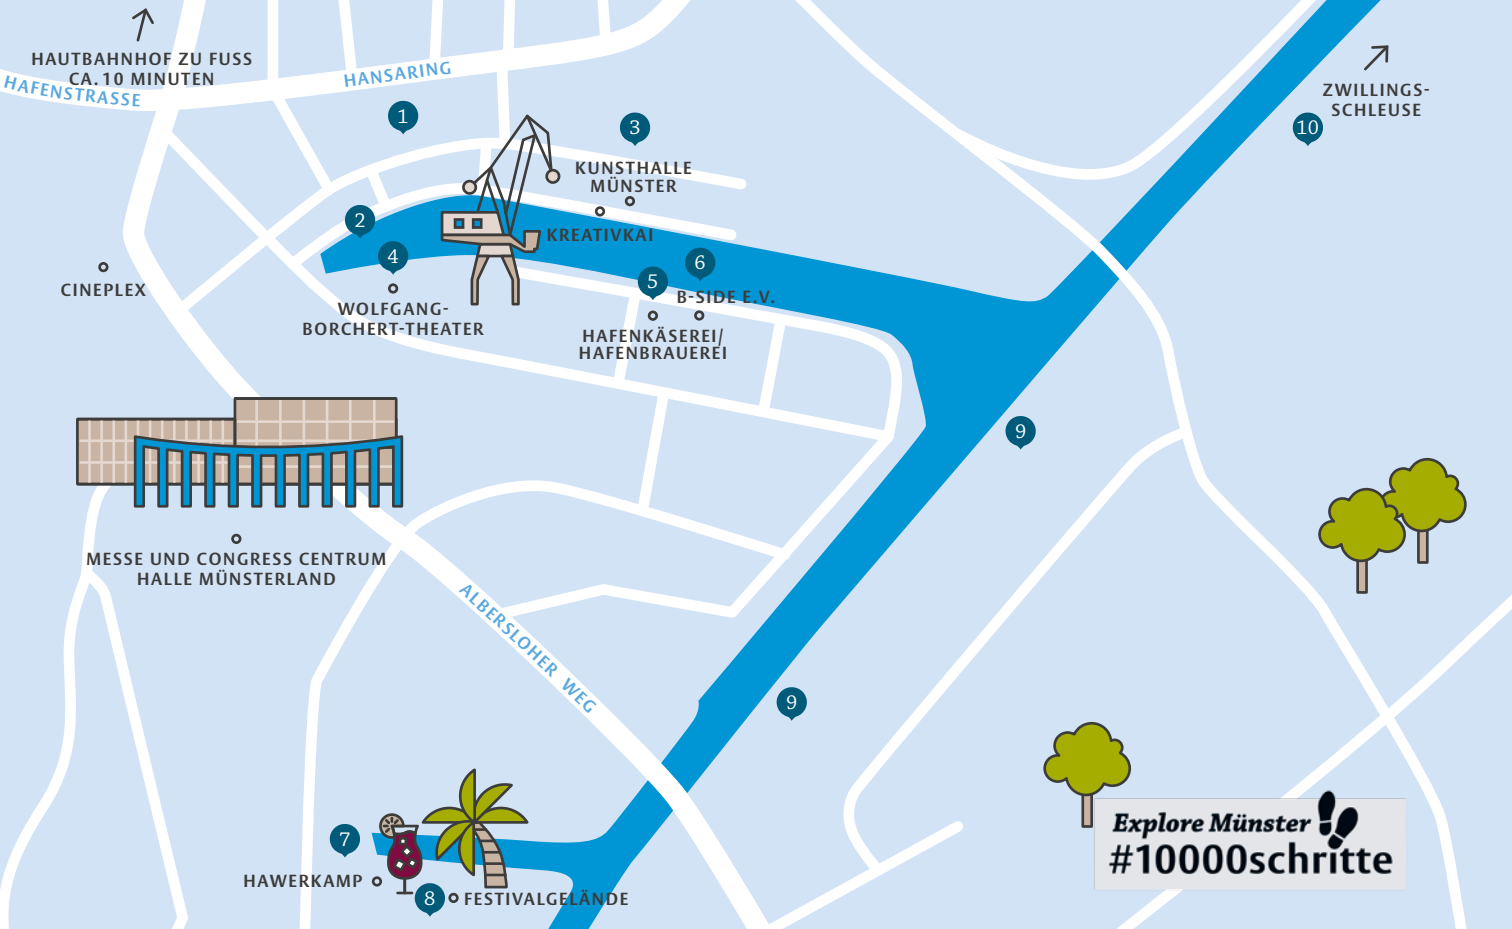 HAUTBAHNHOF ZU FUSS
CA. 10 MINUTEN
HAFENSTRASSE
HANSARING
ZWILLINGS-
SCHLEUSE
1
3
10
KUNSTHALLE
MÜNSTER
2
KREATIVKAI
4
6
5
CINEPLEX
B-SIDE E.V.
WOLFGANG-
BORCHERT-THEATER
HAFENKÄSEREI/
HAFENBRAUEREI
9
MESSE UND CONGRESS CENTRUM
HALLE MÜNSTERLAND
ALBERSLOHER WEG
9
7
HAWERKAMP
8
FESTIVALGELÄNDE
Explore Münster
#10000schritte